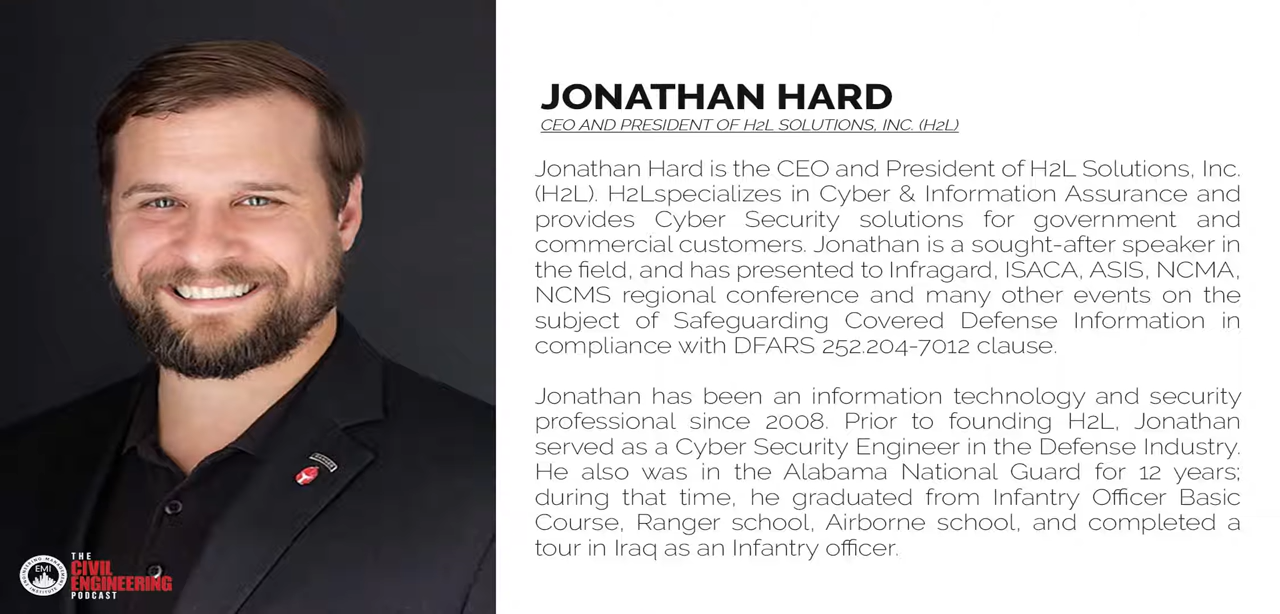 JONATHAN HARD
CEO AND PRESIDENT OF H2L SOLUTIONS, INC. (H2L)
Jonathan Hard is the CEO and President of H2L Solutions, Inc.
(H2L). H2Lspecializes in Cyber & Information Assurance and
provides Cyber Security solutions for government and
commercial customers. Jonathan is a sought-after speaker in
the field, and has presented to Infragard, ISACA, ASIS, NCMA,
NCMS regional conference and many other events on the
subject of Safeguarding Covered Defense Information in
compliance with DFARS 252.204-7012 clause.
Jonathan has been an information technology and security
professional since 2008. Prior to founding H2L, Jonathan
served as a Cyber Security Engineer in the Defense Industry.
He also was in the Alabama National Guard for 12 years;
during that time, he graduated from Infantry Officer Basic
Course, Ranger school, Airborne school, and completed a
tour in Iraq as an Infantry officer.
ENGINEERING MANAGEMENT INSTITUTE
EMI
THE
CIVIL
ENGINEERING
PODCAST